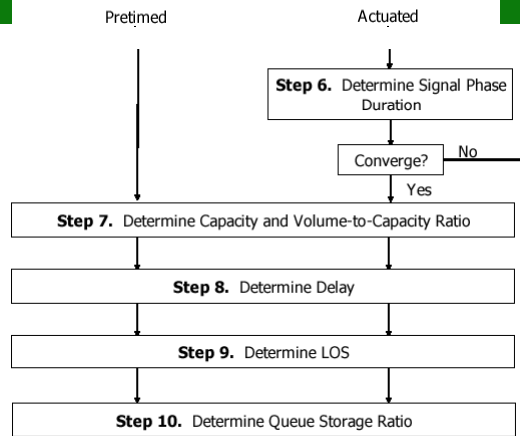 Pretimed Actuated
Step 6. Determine Signal Phase
Duration
Converge? No
Yes
Step 7. Determine Capacity and Volume-to-Capacity Ratio
Step 8. Determine Delay
Step 9. Determine LOS
Step 10. Determine Queue Storage Ratio